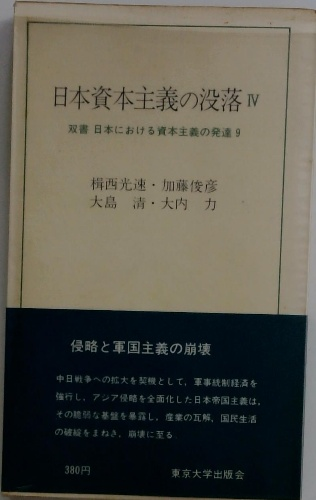 日本資本主義の没落 Ⅳ
双書 日本における資本主義の発達 9
楫西光速・加藤俊彦
大島 清・大内 力
侵略と軍国主義の崩壊
中日戦争への拡大を契機として，軍事統制経済を
強行し，アジア侵略を全面化した日本帝国主義は，
その脆弱な基盤を暴露し，産業の瓦解，国民生活
の破綻をまねき，崩壊に至る
380円
東京大学出版会